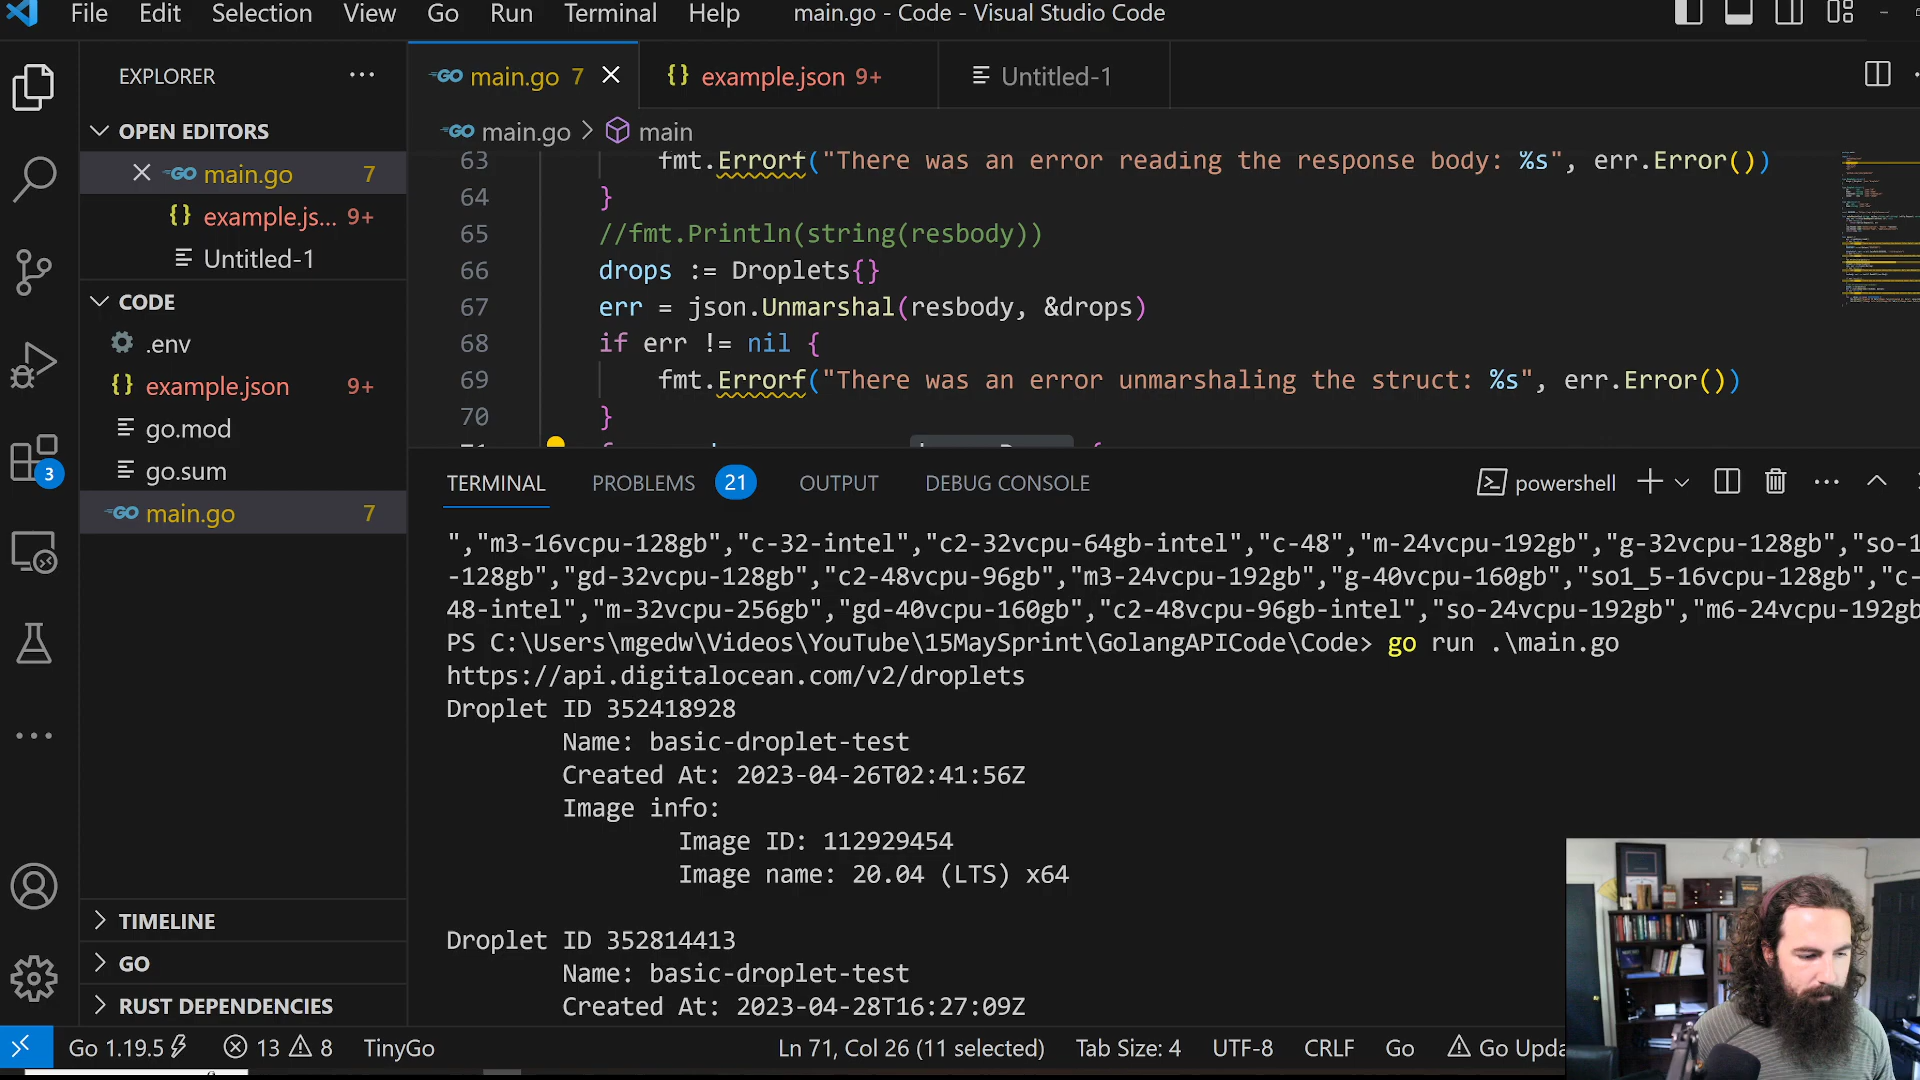 File Edit Selection View Go Run Terminal Help main.go - Code - Visual Studio Code
EXPLORER
main.go 7
{} example.json 9+
Untitled-1
OPEN EDITORS
main.go > main
main.go 7
{} example.js... 9+
Untitled-1
CODE
.env
{} example.json 9+
go.mod
go.sum
main.go 7
TIMELINE
GO
RUST DEPENDENCIES
3
63 fmt.Errorf("There was an error reading the response body: %s", err.Error())
64 }
65 //fmt.Println(string(resbody))
66 drops := Droplets{}
67 err = json.Unmarshal(resbody, &drops)
68 if err != nil {
69 fmt.Errorf("There was an error unmarshaling the struct: %s", err.Error())
70 }
TERMINAL PROBLEMS 21 OUTPUT DEBUG CONSOLE powershell
","m3-16vcpu-128gb","c-32-intel","c2-32vcpu-64gb-intel","c-48","m-24vcpu-192gb","g-32vcpu-128gb","so-1
-128gb","gd-32vcpu-128gb","c2-48vcpu-96gb","m3-24vcpu-192gb","g-40vcpu-160gb","so1_5-16vcpu-128gb","c-
48-intel","m-32vcpu-256gb","gd-40vcpu-160gb","c2-48vcpu-96gb-intel","so-24vcpu-192gb","m6-24vcpu-192gb
PS C:\Users\mgedw\Videos\YouTube\15MaySprint\GolangAPICode\Code> go run .\main.go
https://api.digitalocean.com/v2/droplets
Droplet ID 352418928
Name: basic-droplet-test
Created At: 2023-04-26T02:41:56Z
Image info:
Image ID: 112929454
Image name: 20.04 (LTS) x64
Droplet ID 352814413
Name: basic-droplet-test
Created At: 2023-04-28T16:27:09Z
Go 1.19.5 13 8 TinyGo Ln 71, Col 26 (11 selected) Tab Size: 4 UTF-8 CRLF Go Go Upda